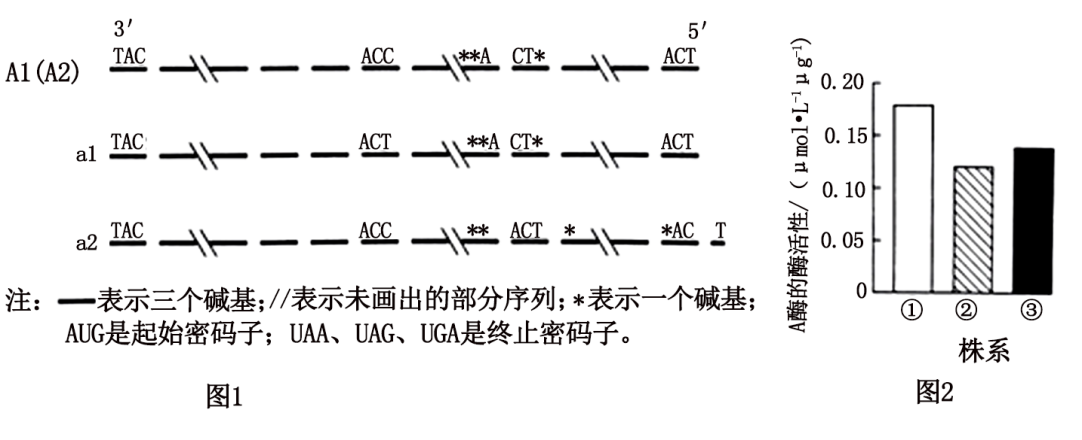 3′ 5′
A1(A2) TAC ACC **A CT* ACT
a1 TAC ACT **A CT* ACT
a2 TAC ACC ** ACT * *AC T
注：━表示三个碱基；//表示未画出的部分序列；*表示一个碱基；
AUG是起始密码子；UAA、UAG、UGA是终止密码子。
图1
A酶的酶活性/（μmol•L⁻¹μg⁻¹）
0.20
0.15
0.10
0.05
0
① ② ③
株系
图2